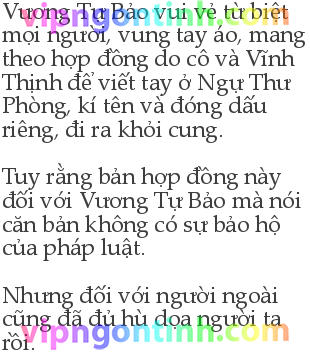 Vương Tự Bảo vui vẻ từ biệt
mọi người, vung tay áo, mang
theo hợp đồng do cô và Vĩnh
Thịnh đế viết tay ở Ngự Thư
Phòng, kí tên và đóng dấu
riêng, đi ra khỏi cung.
Tuy rằng bản hợp đồng này
đối với Vương Tự Bảo mà nói
căn bản không có sự bảo hộ
của pháp luật.
Nhưng đối với người ngoài
cũng đã đủ hù dọa người ta
rồi.
vipngontinh.com
vipngontinh.com